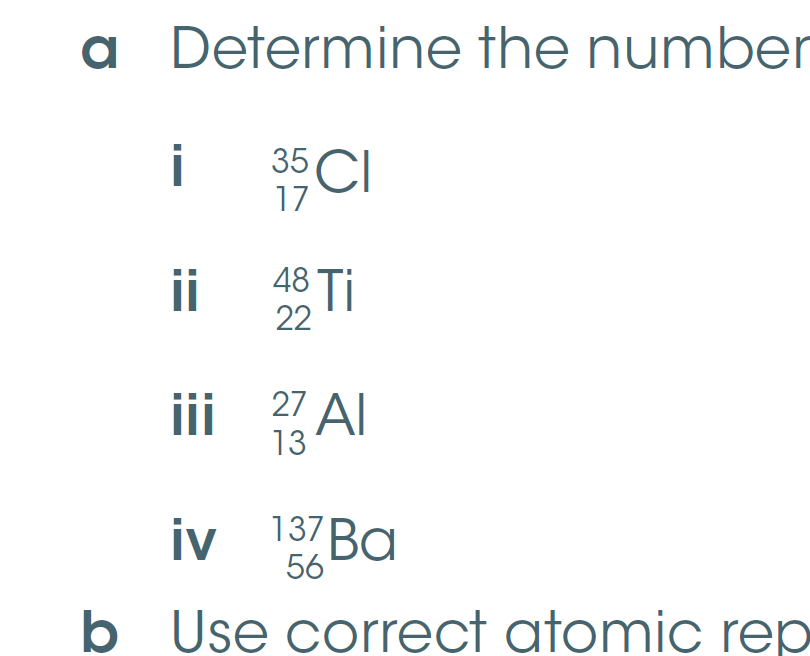 a Determine the number
i ³⁵₁₇Cl
ii ⁴⁸₂₂Ti
iii ²⁷₁₃Al
iv ¹³⁷₅₆Ba
b Use correct atomic rep